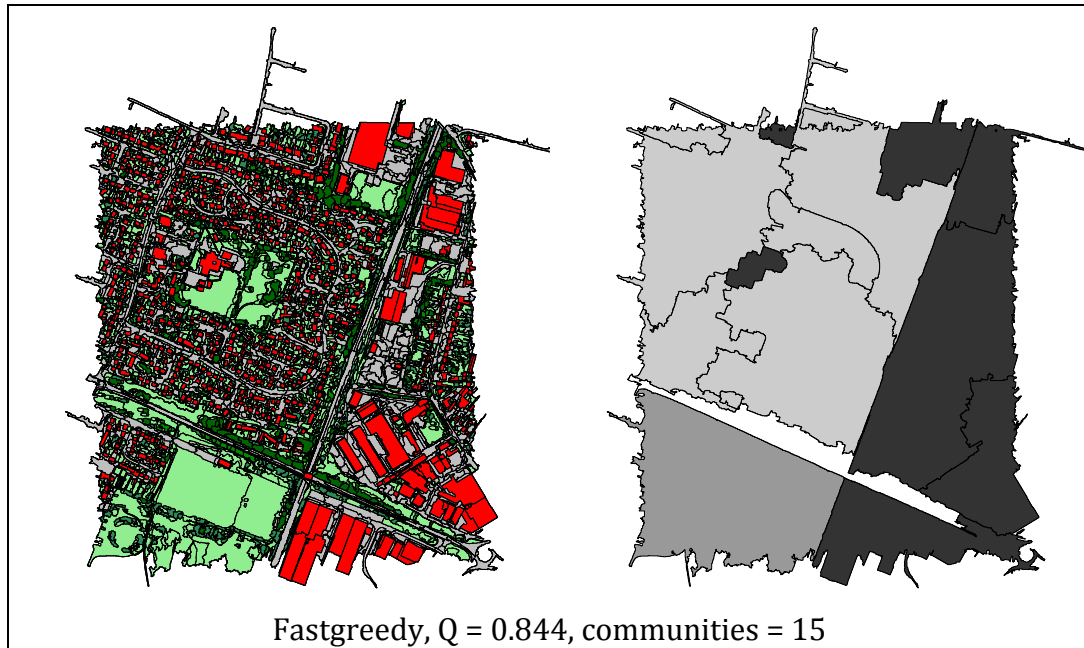 Fastgreedy, Q = 0.844, communities = 15